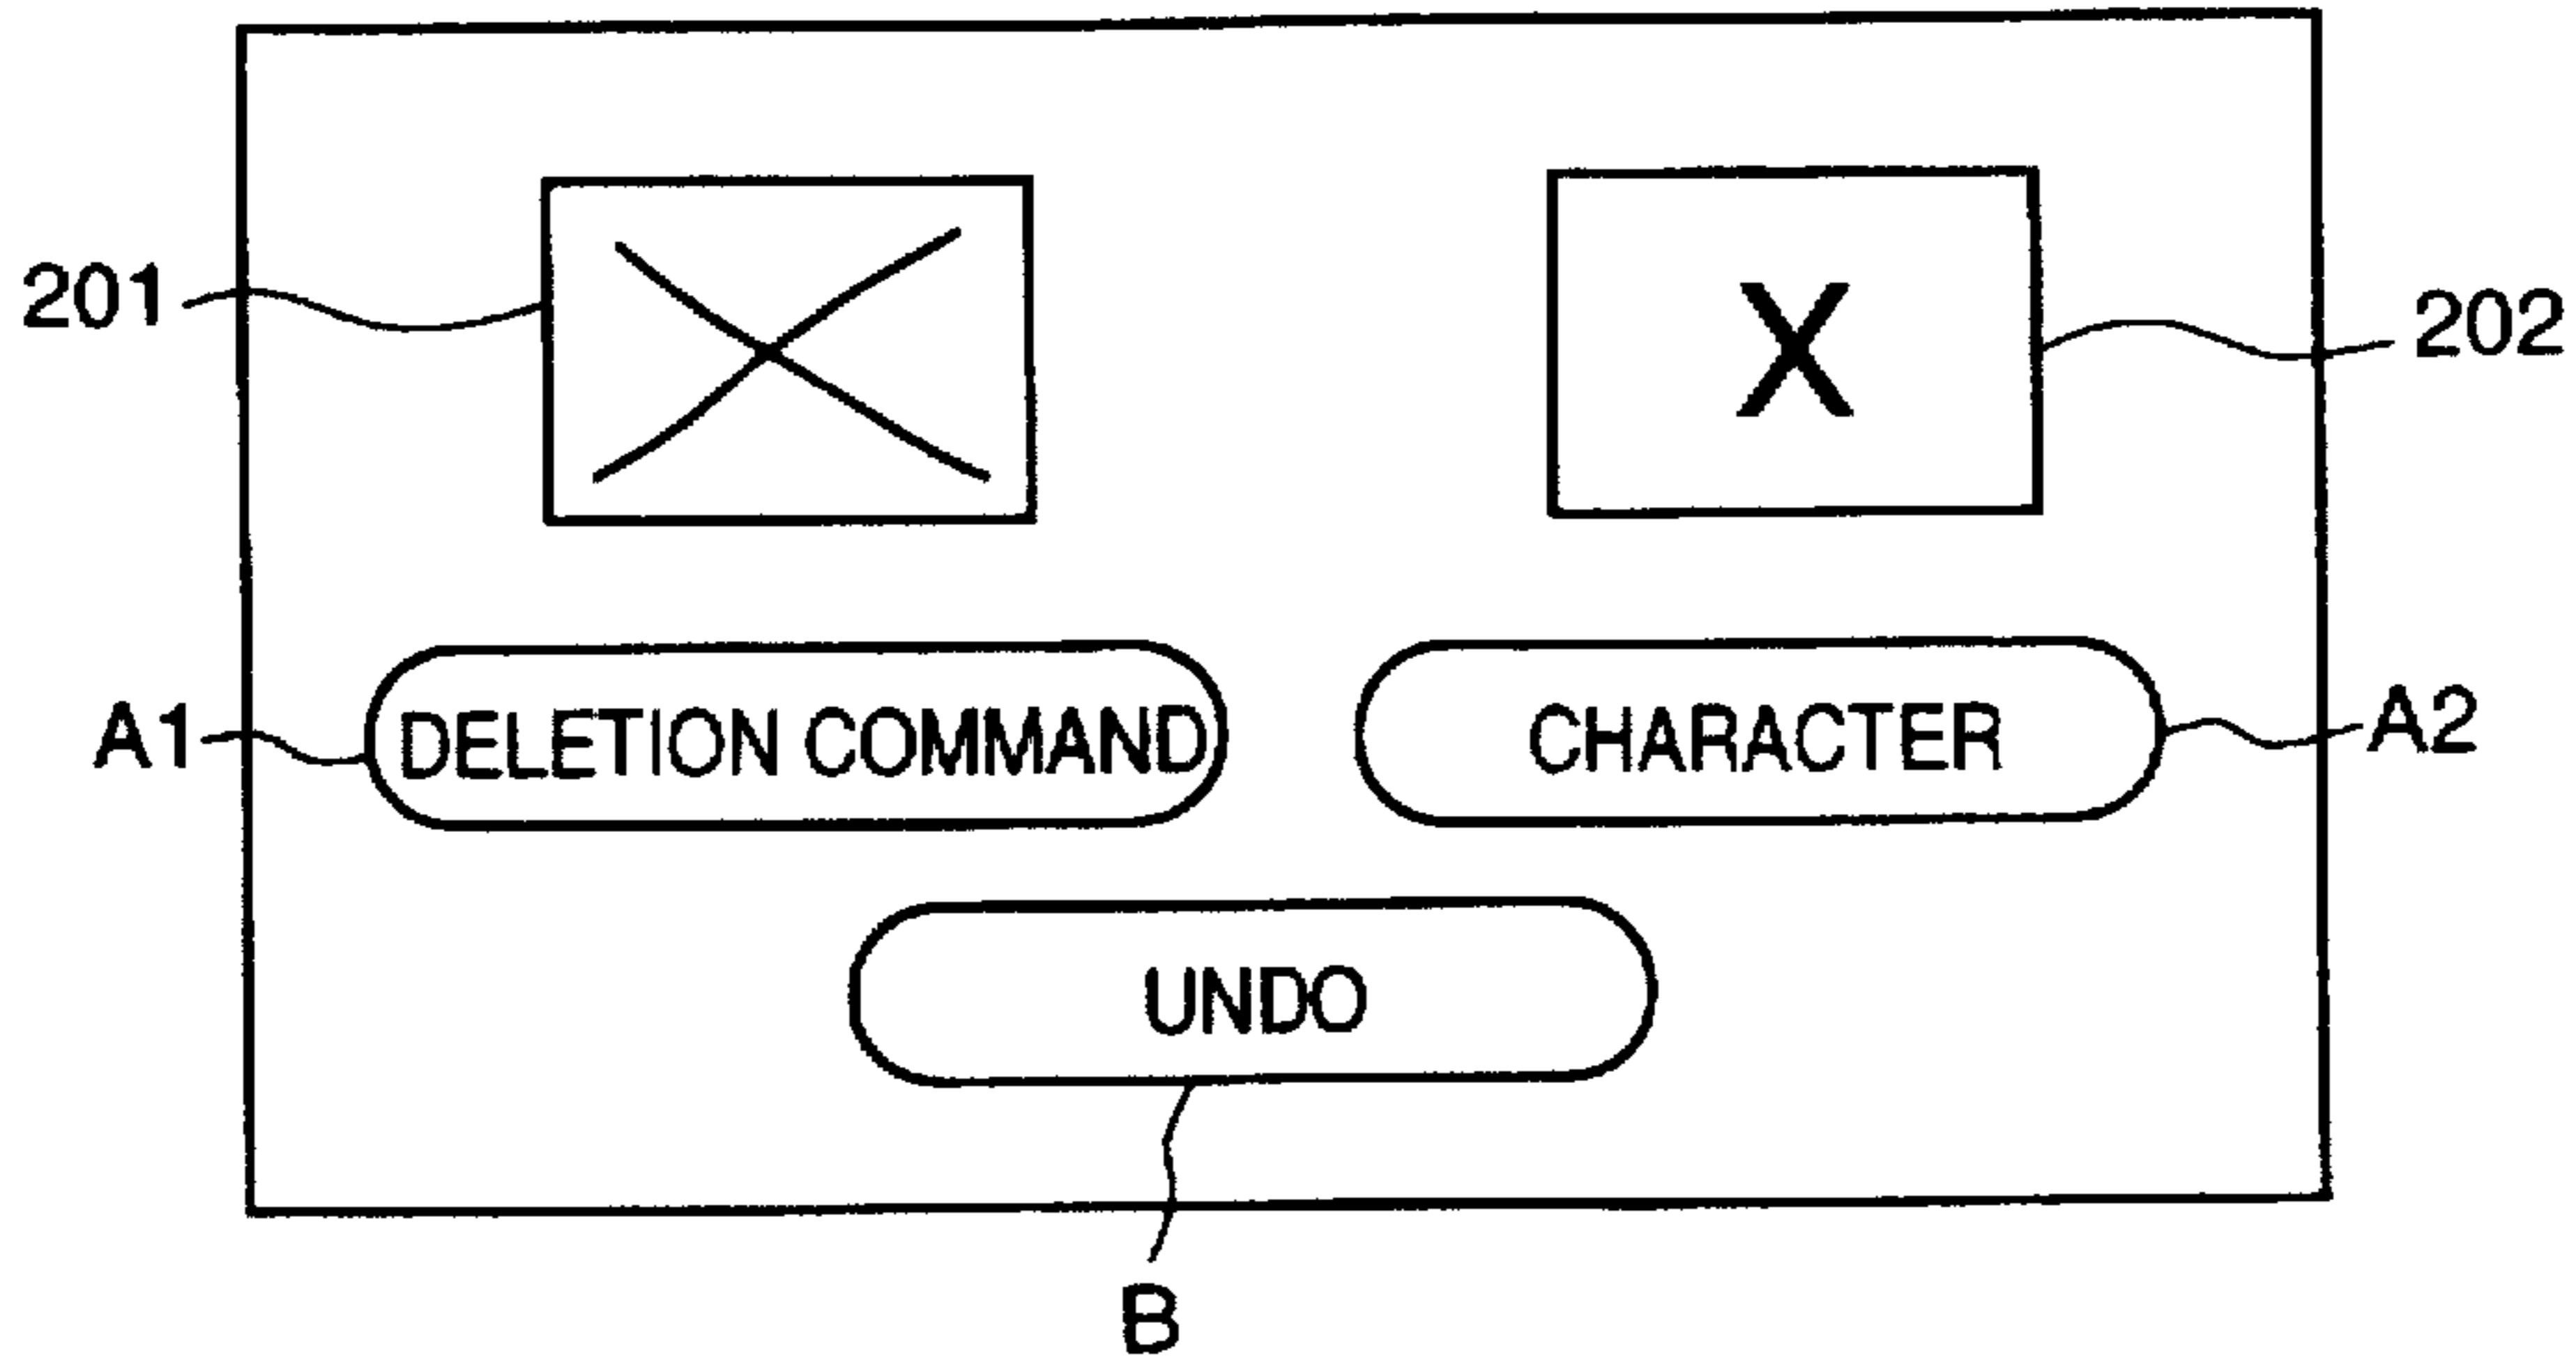 201
X
202
A1
DELETION COMMAND
CHARACTER
A2
UNDO
B